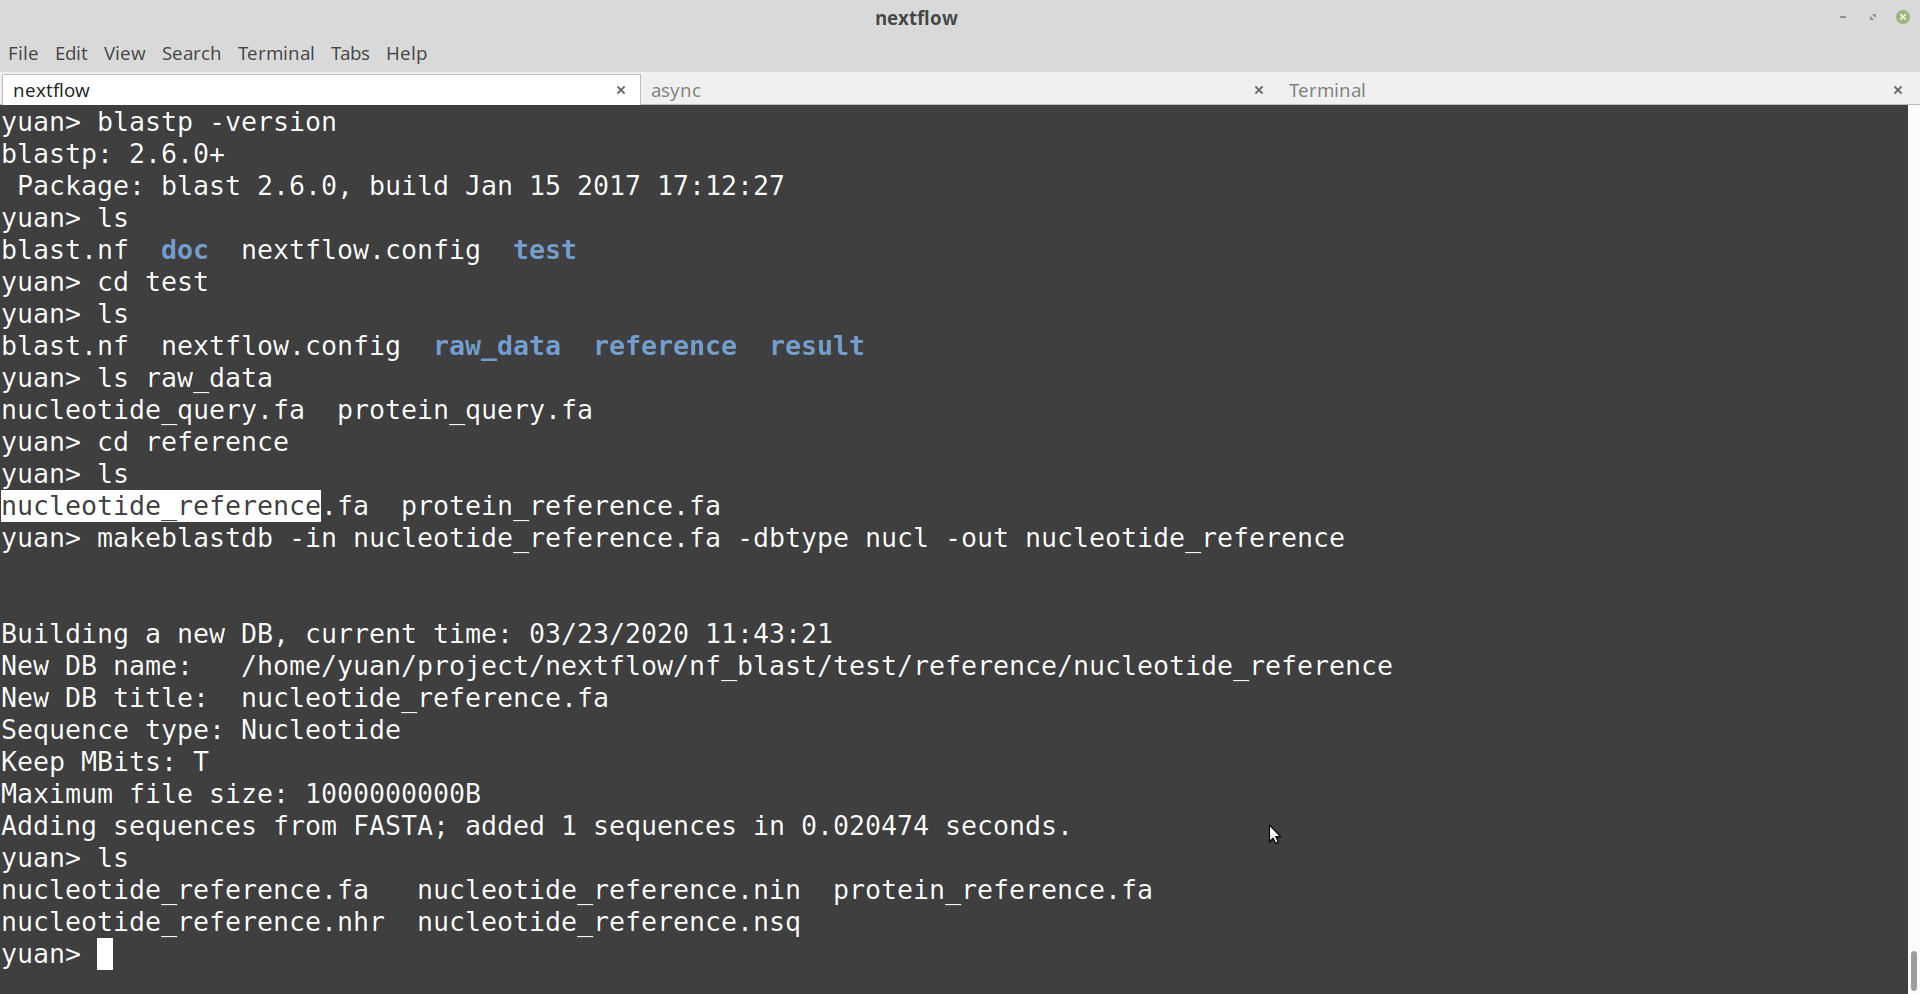 nextflow
File Edit View Search Terminal Tabs Help
nextflow × async × Terminal ×
yuan> blastp -version
blastp: 2.6.0+
 Package: blast 2.6.0, build Jan 15 2017 17:12:27
yuan> ls
blast.nf  doc  nextflow.config  test
yuan> cd test
yuan> ls
blast.nf  nextflow.config  raw_data  reference  result
yuan> ls raw_data
nucleotide_query.fa  protein_query.fa
yuan> cd reference
yuan> ls
nucleotide_reference.fa  protein_reference.fa
yuan> makeblastdb -in nucleotide_reference.fa -dbtype nucl -out nucleotide_reference
Building a new DB, current time: 03/23/2020 11:43:21
New DB name:   /home/yuan/project/nextflow/nf_blast/test/reference/nucleotide_reference
New DB title:  nucleotide_reference.fa
Sequence type: Nucleotide
Keep MBits: T
Maximum file size: 1000000000B
Adding sequences from FASTA; added 1 sequences in 0.020474 seconds.
yuan> ls
nucleotide_reference.fa   nucleotide_reference.nin  protein_reference.fa
nucleotide_reference.nhr  nucleotide_reference.nsq
yuan>